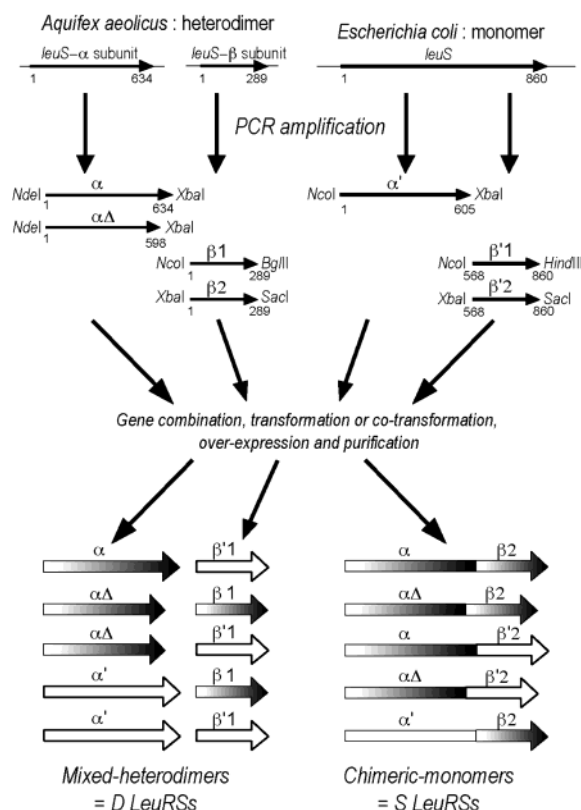 Aquifex aeolicus : heterodimer
Escherichia coli : monomer
leuS-α subunit
leuS-β subunit
leuS
1 634
1 289
1 860
PCR amplification
NdeI α XbaI
1 634
NdeI αΔ XbaI
1 598
NcoI α' XbaI
1 605
NcoI β1 BglII
1 289
XbaI β2 SacI
1 289
NcoI β'1 HindIII
568 860
XbaI β'2 SacI
568 860
Gene combination, transformation or co-transformation,
over-expression and purification
α β'1
αΔ β1
αΔ β'1
α' β1
α' β'1
α β2
αΔ β2
α β'2
αΔ β'2
α' β2
Mixed-heterodimers
= D LeuRSs
Chimeric-monomers
= S LeuRSs